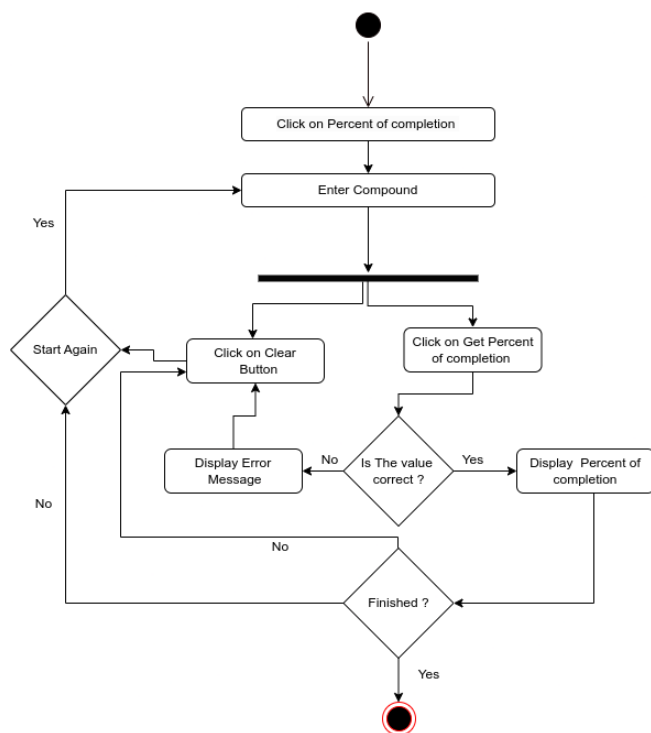 Click on Percent of completion
Enter Compound
Yes
Start Again
Click on Clear
Button
Click on Get Percent
of completion
Display Error
Message
No
Is The value
correct ?
Yes
Display  Percent of
completion
No
No
Finished ?
Yes